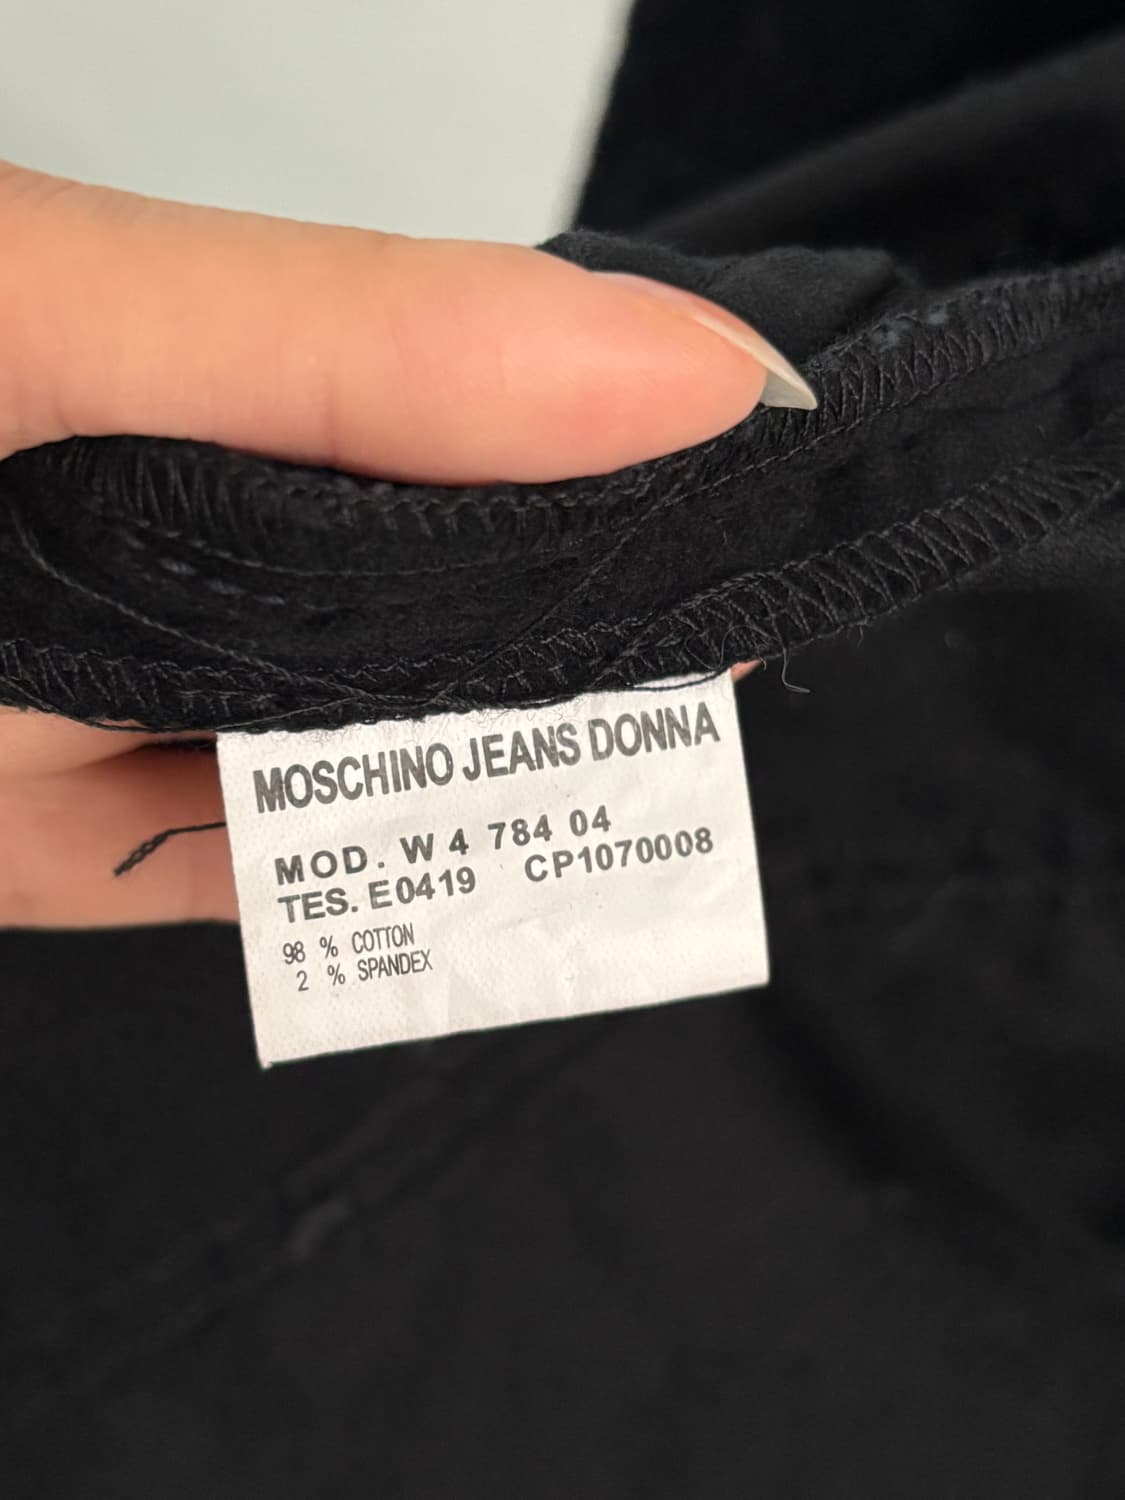 MOSCHINO JEANS DONNA
MOD. W 4 784 04
TES. E0419 CP1070008
98 % COTTON
2 % SPANDEX